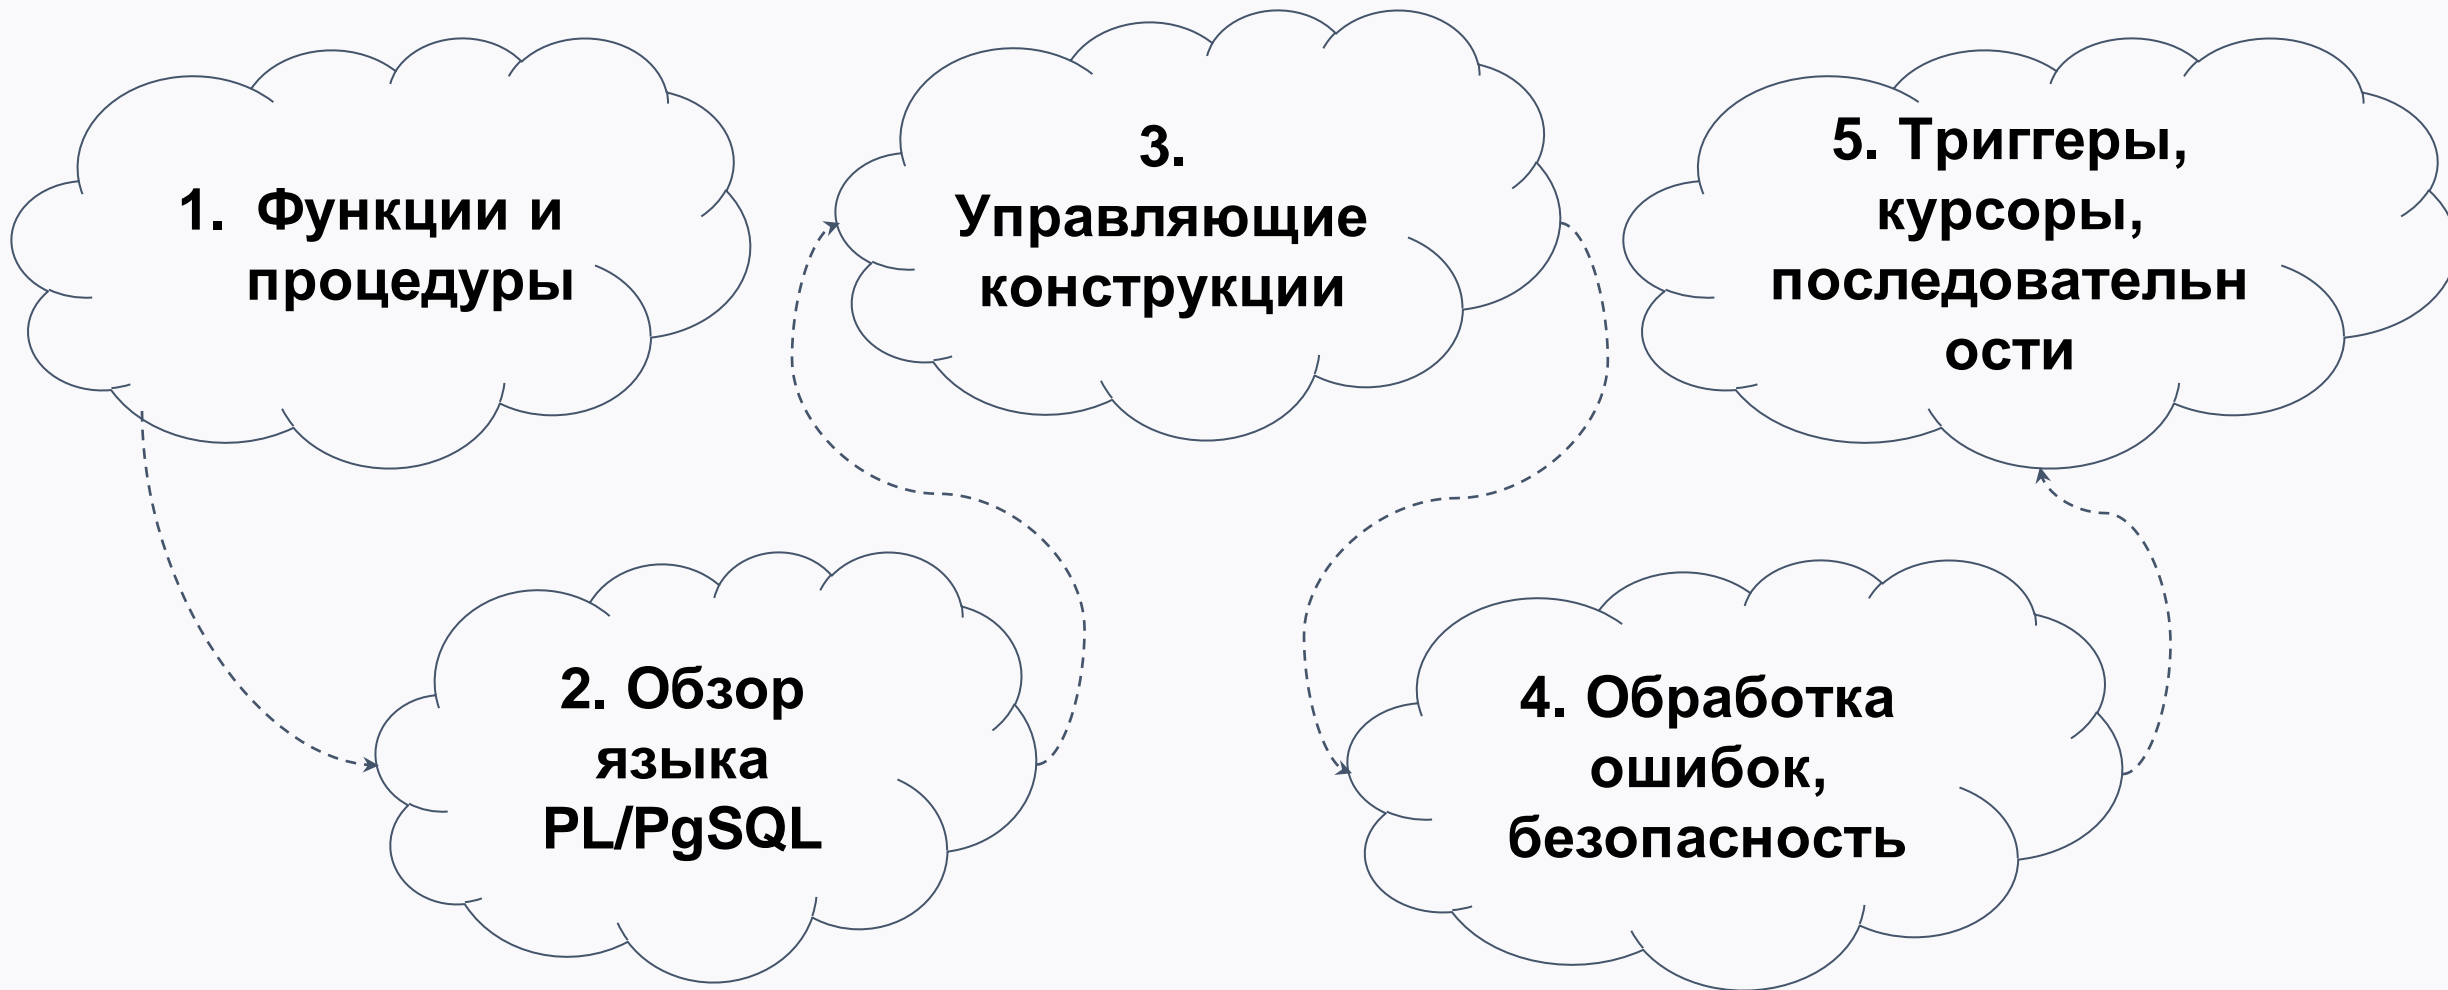 1. Функции и
процедуры
2. Обзор
языка
PL/PgSQL
3.
Управляющие
конструкции
4. Обработка
ошибок,
безопасность
5. Триггеры,
курсоры,
последовательн
ости